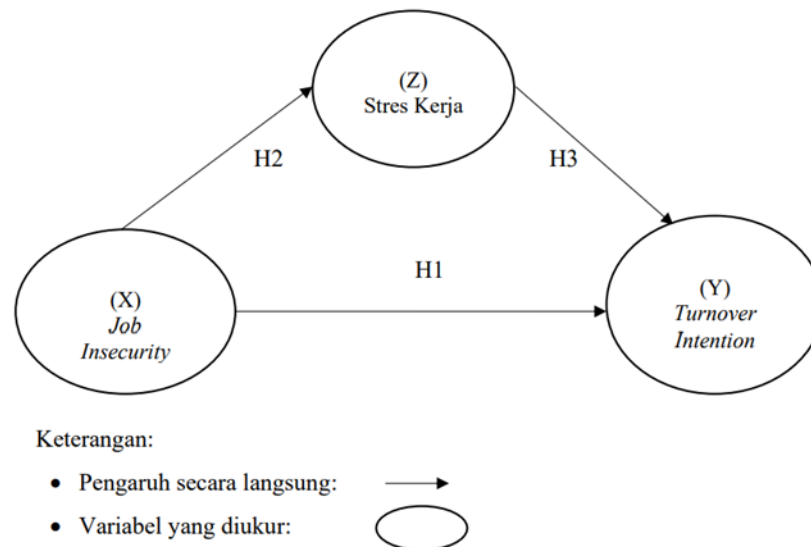 (Z)
Stres Kerja
H2
H3
H1
(X)
Job
Insecurity
(Y)
Turnover
Intention
Keterangan:
• Pengaruh secara langsung:
• Variabel yang diukur: